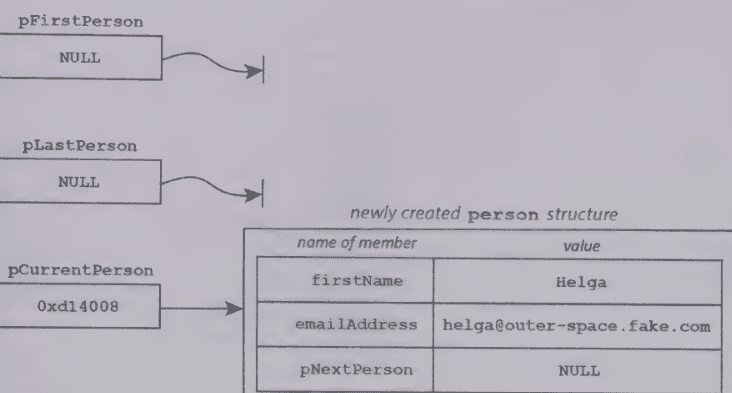 pFirstPerson
NULL
pLastPerson
NULL
newly created person structure
name of member value
pCurrentPerson
firstName Helga
0xd14008
emailAddress helga@outer-space.fake.com
pNextPerson NULL